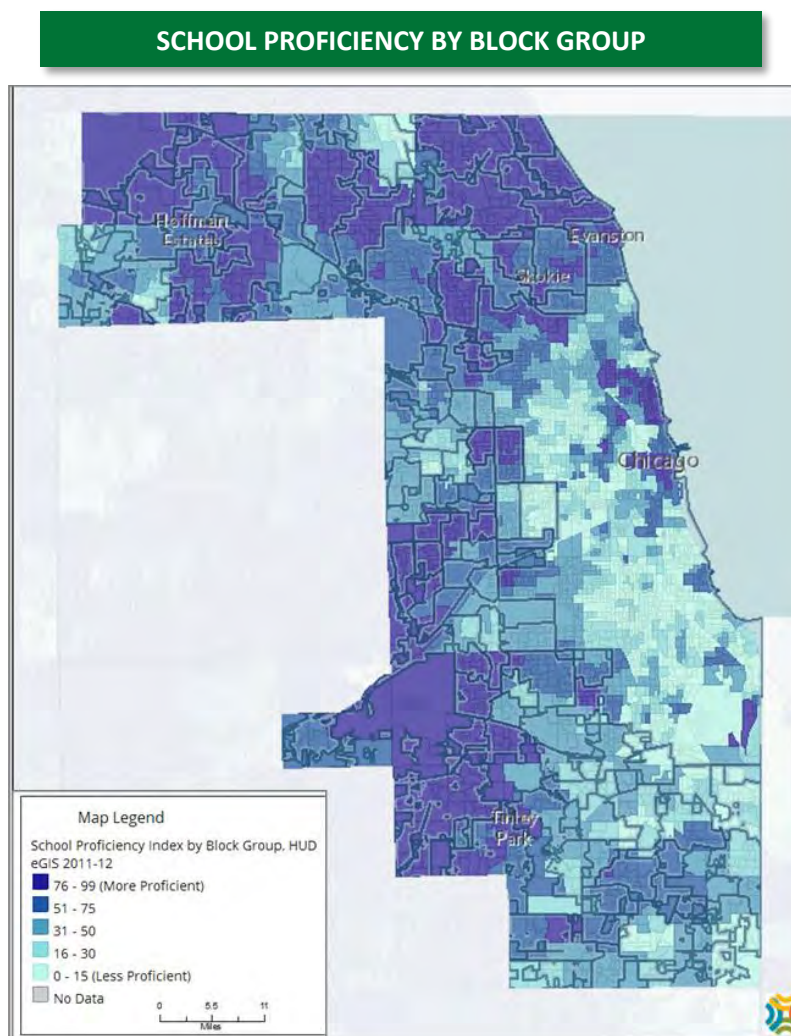 SCHOOL PROFICIENCY BY BLOCK GROUP
Hoffman
Estates
Evanston
Skokie
Chicago
Tinley
Park
Map Legend
School Proficiency Index by Block Group, HUD
eGIS 2011-12
76 - 99 (More Proficient)
51 - 75
31 - 50
16 - 30
0 - 15 (Less Proficient)
No Data
0 5.5 11
Miles